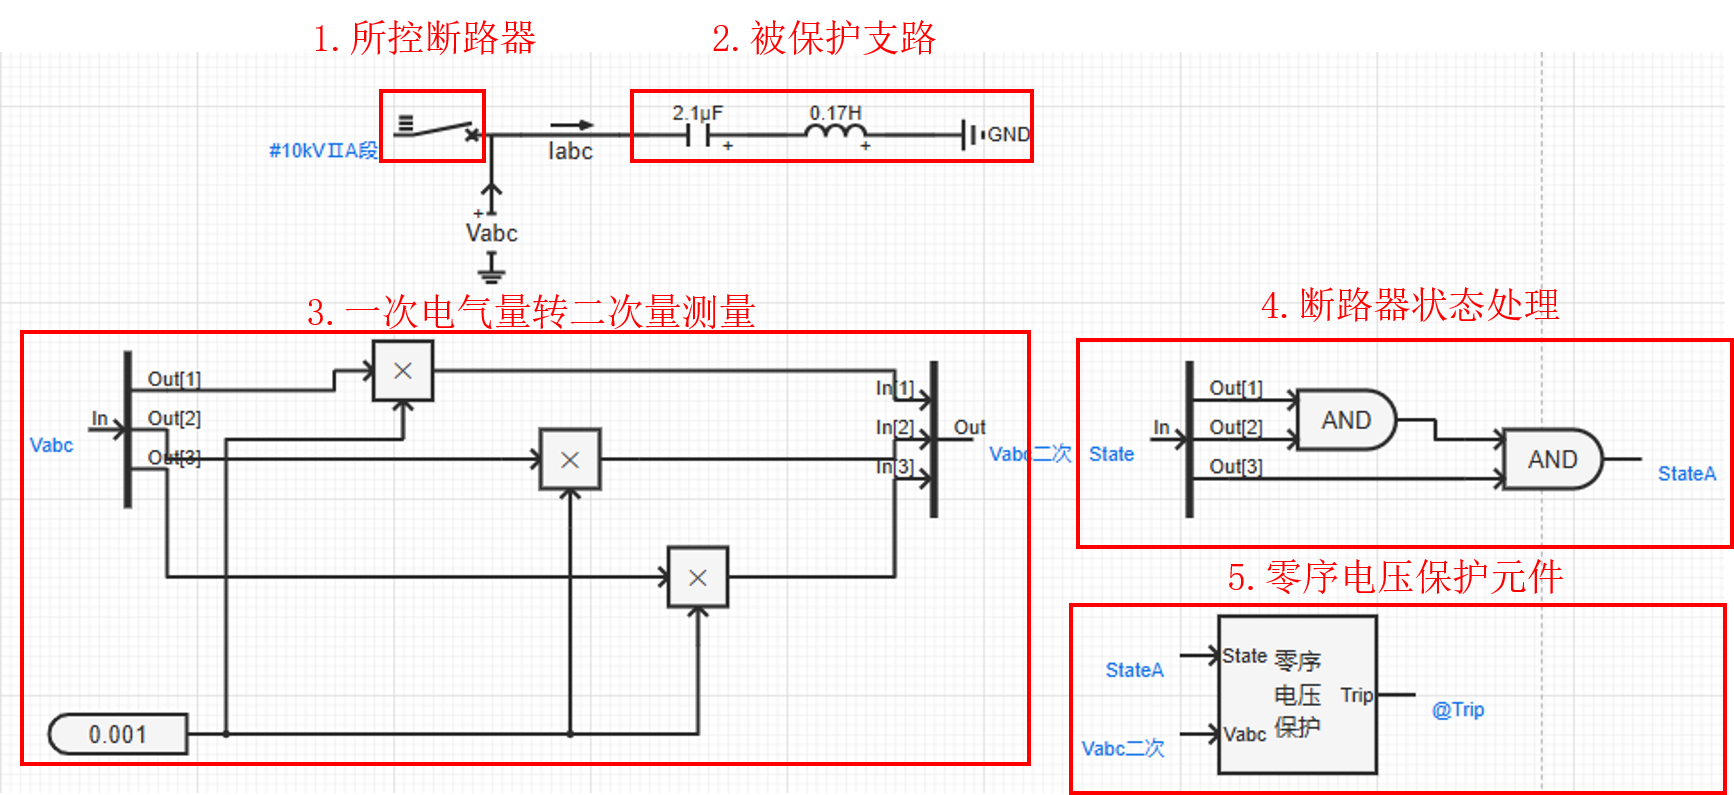 1.所控断路器
2.被保护支路
2.1μF
0.17H
GND
#10kVⅡA段
Iabc
+
+
+
Vabc
3.一次电气量转二次量测量
4.断路器状态处理
×
Out[1]
In
Out[2]
Out[3]
Vabc
×
×
0.001
In[1]
In[2]
In[3]
Out
Vabc二次
State
In
Out[1]
Out[2]
Out[3]
AND
AND
StateA
5.零序电压保护元件
StateA
State
零序
电压
保护
Trip
@Trip
Vabc二次
Vabc